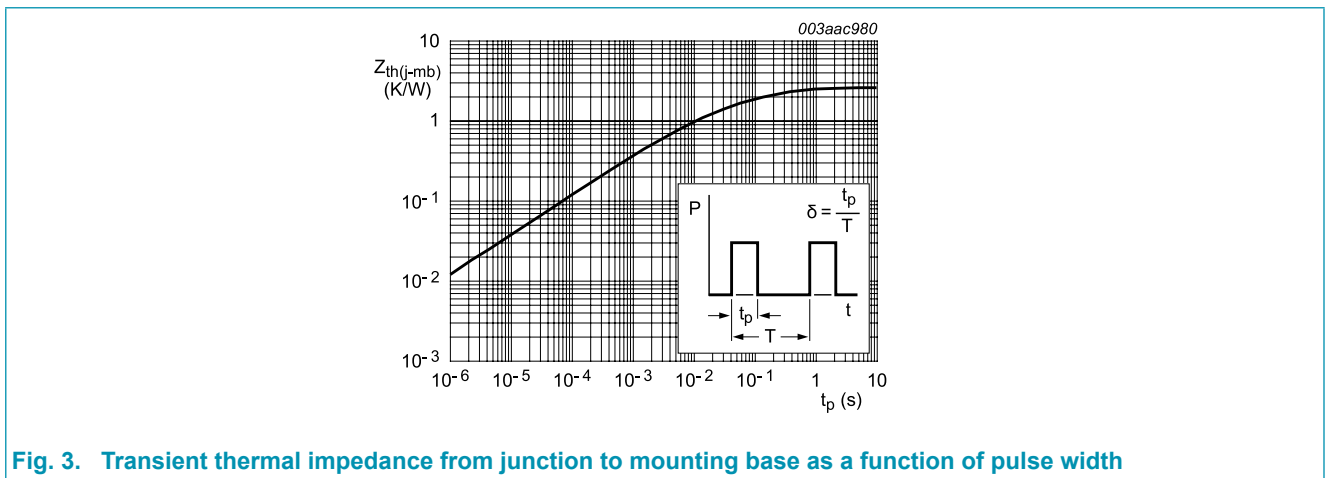 003aac980
10
Zth(j-mb)
(K/W)
1
10-1
10-2
10-3
10-6 10-5 10-4 10-3 10-2 10-1 1 10
tp (s)
P
δ = tp
T
tp
T
t
Fig. 3. Transient thermal impedance from junction to mounting base as a function of pulse width